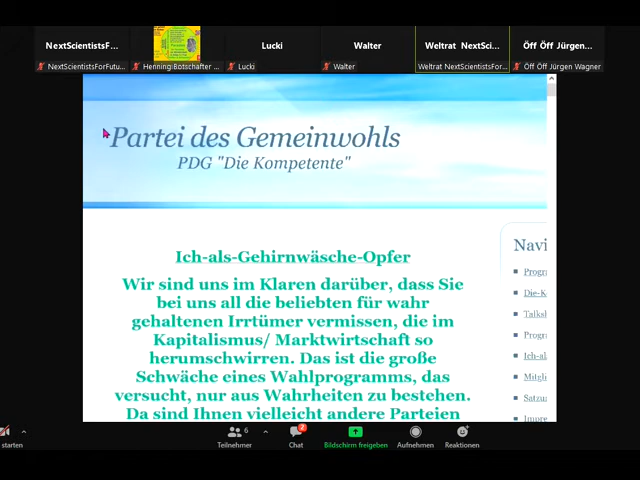 NextScientistsF... Lucki Walter Weltrat NextSci... Öff Öff Jürgen...
NextScientistsForFutu... Henning:Botschafter ... Lucki Walter Weltrat NextScientistsFor... Öff Öff Jürgen Wagner
Partei des Gemeinwohls
PDG "Die Kompetente"
Ich-als-Gehirnwäsche-Opfer
Wir sind uns im Klaren darüber, dass Sie
bei uns all die beliebten für wahr
gehaltenen Irrtümer vermissen, die im
Kapitalismus/ Marktwirtschaft so
herumschwirren. Das ist die große
Schwäche eines Wahlprogramms, das
versucht, nur aus Wahrheiten zu bestehen.
Da sind Ihnen vielleicht andere Parteien
Navi
Progr
Die-K
Talksl
Progr
Ich-al
Mitgli
Satzu
Impre
starten Teilnehmer 6 Chat 2 Bildschirm freigeben Aufnehmen Reaktionen